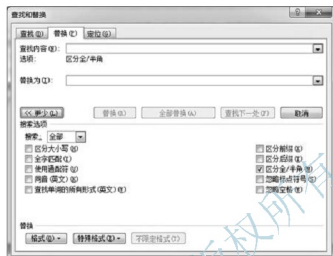 查找和替换
查找(D) 替换(P) 定位(G)
查找内容(N):
选项: 区分全/半角
替换为(I):
<< 更少(L) 替换(R) 全部替换(A) 查找下一处(F) 取消
搜索选项
搜索: 全部
区分大小写(H) 区分前缀(X)
全字匹配(Y) 区分后缀(T)
使用通配符(U) 区分全/半角(M)
同音(英文)(K) 忽略标点符号(S)
查找单词的所有形式(英文)(W) 忽略空格(W)
替换
格式(O) 特殊格式(E) 不限定格式(T)
版权所有